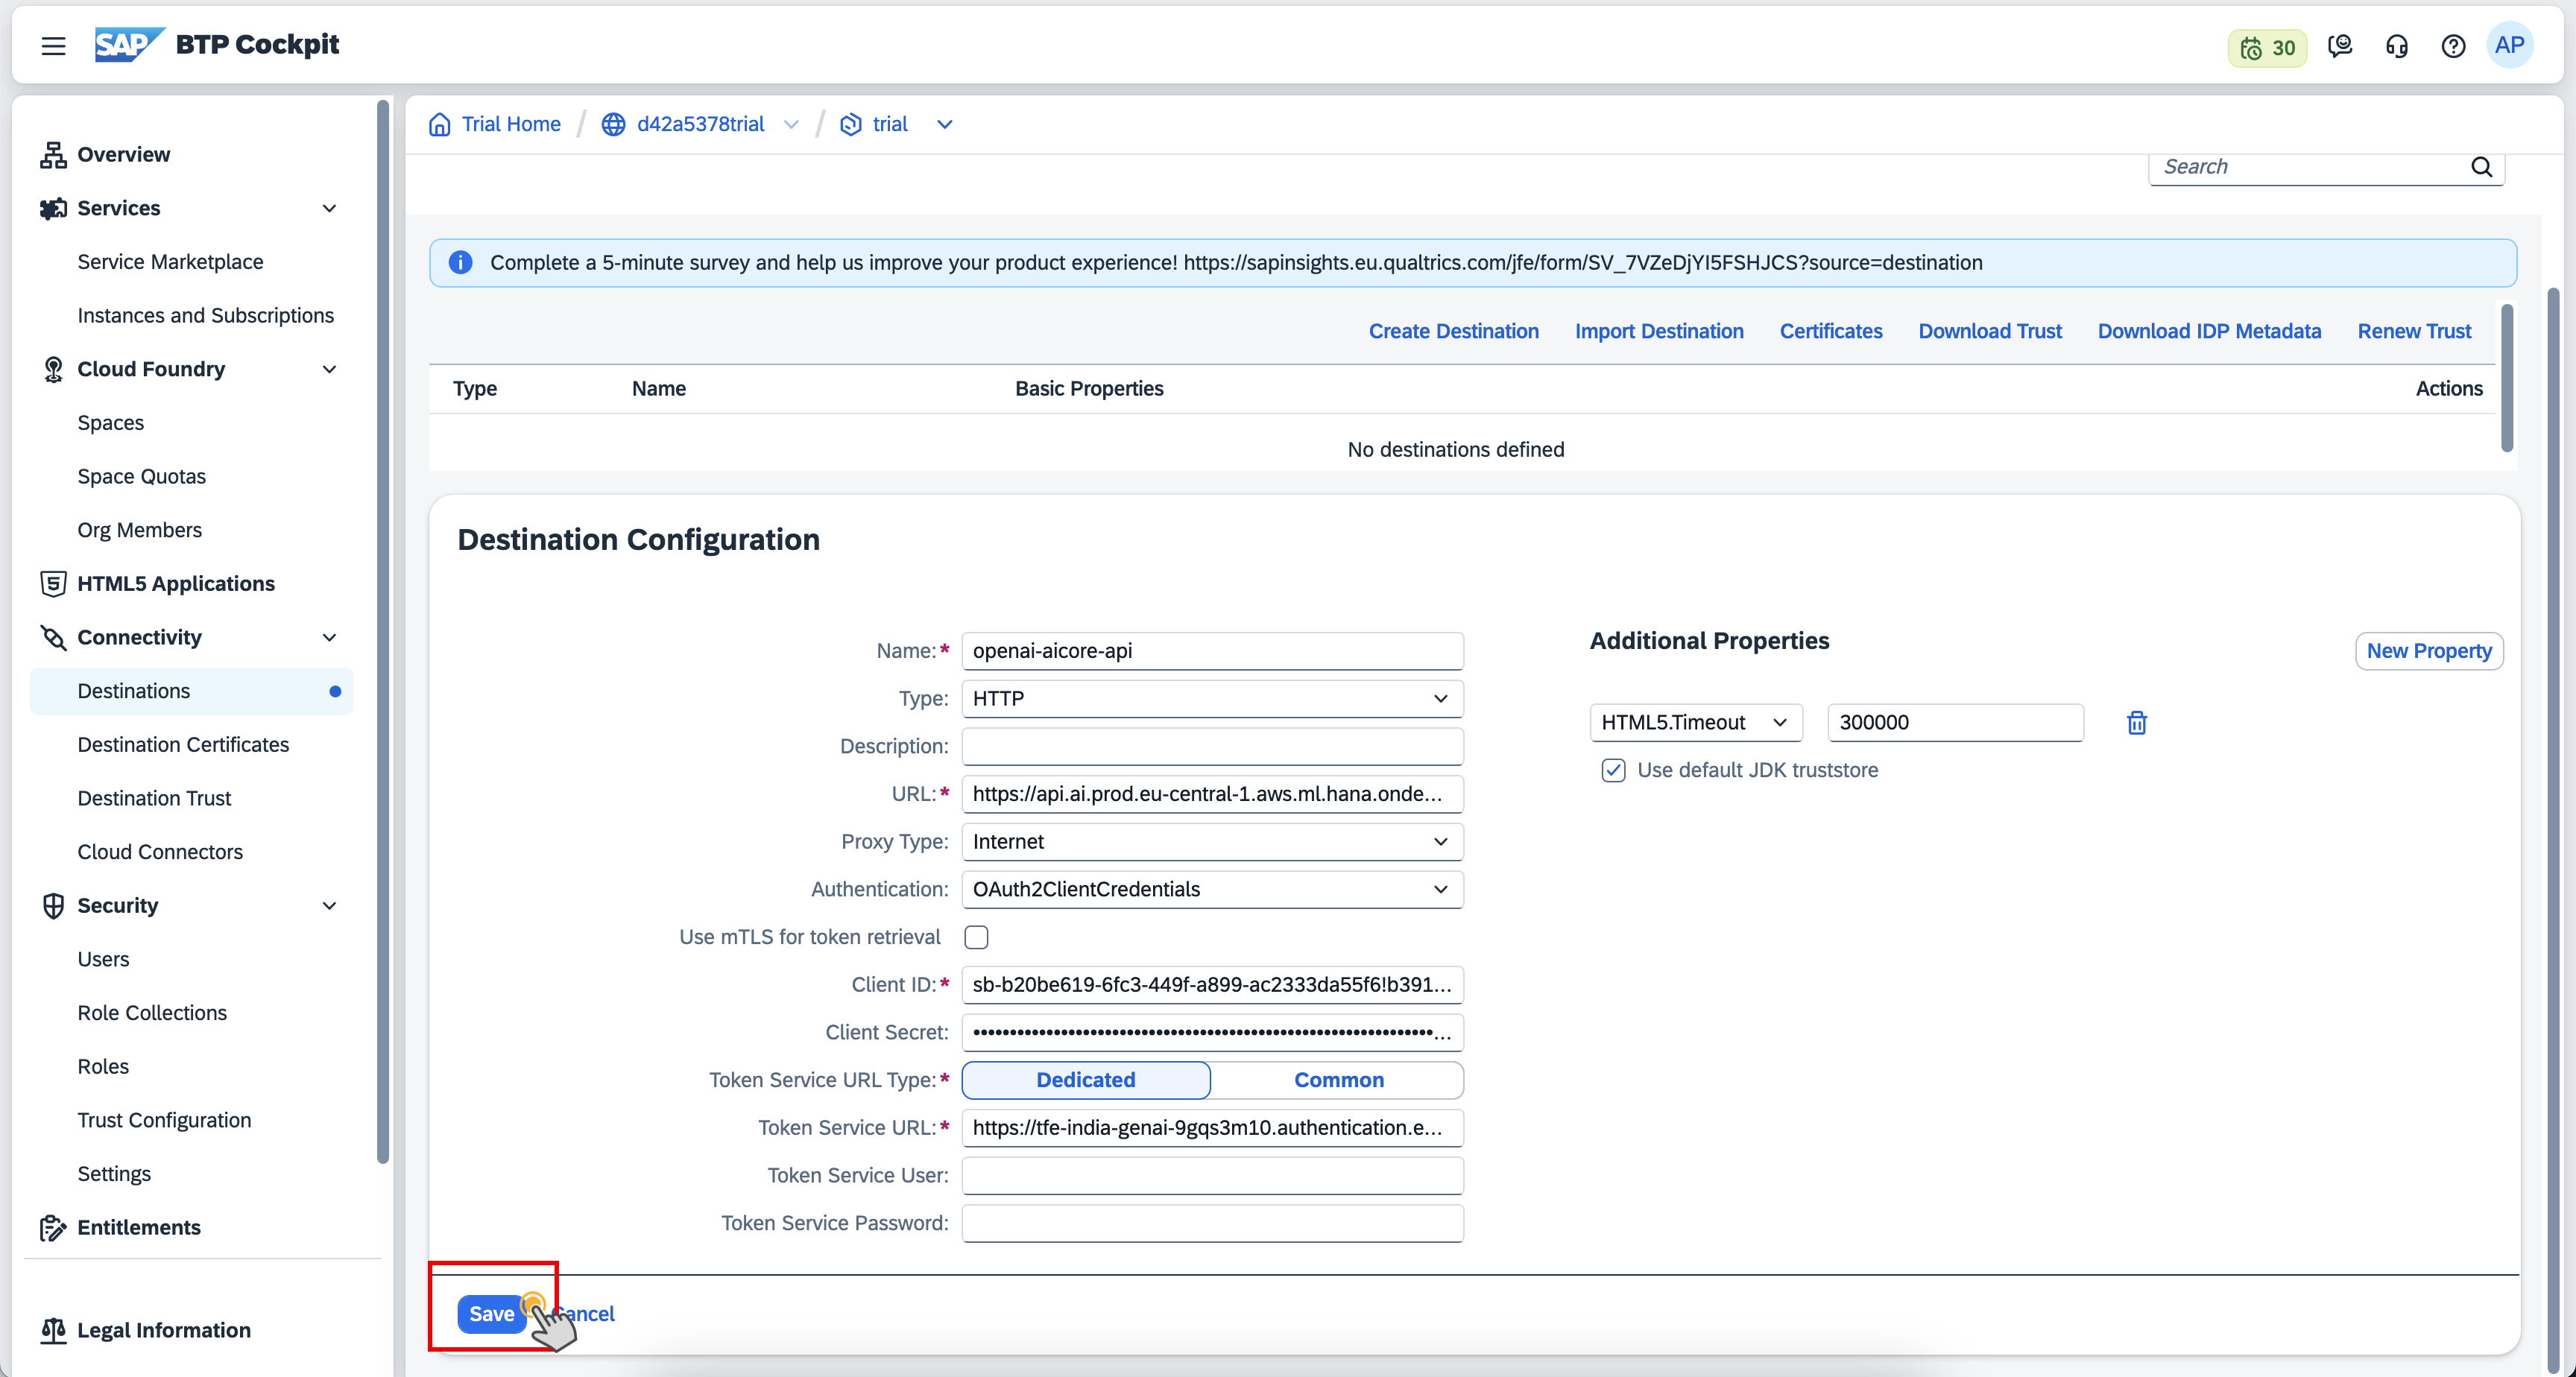 SAP BTP Cockpit
30
AP
Overview
Services
Service Marketplace
Instances and Subscriptions
Cloud Foundry
Spaces
Space Quotas
Org Members
HTML5 Applications
Connectivity
Destinations
Destination Certificates
Destination Trust
Cloud Connectors
Security
Users
Role Collections
Roles
Trust Configuration
Settings
Entitlements
Legal Information
Trial Home / d42a5378trial / trial
Search
Complete a 5-minute survey and help us improve your product experience! https://sapinsights.eu.qualtrics.com/jfe/form/SV_7VZeDjYI5FSHJCS?source=destination
Create Destination Import Destination Certificates Download Trust Download IDP Metadata Renew Trust
Type Name Basic Properties Actions
No destinations defined
Destination Configuration
Name:* openai-aicore-api
Type: HTTP
Description:
URL:* https://api.ai.prod.eu-central-1.aws.ml.hana.onde...
Proxy Type: Internet
Authentication: OAuth2ClientCredentials
Use mTLS for token retrieval
Client ID:* sb-b20be619-6fc3-449f-a899-ac2333da55f6!b391...
Client Secret:
Token Service URL Type:* Dedicated Common
Token Service URL:* https://tfe-india-genai-9gqs3m10.authentication.e...
Token Service User:
Token Service Password:
Additional Properties
New Property
HTML5.Timeout 300000
Use default JDK truststore
Save Cancel